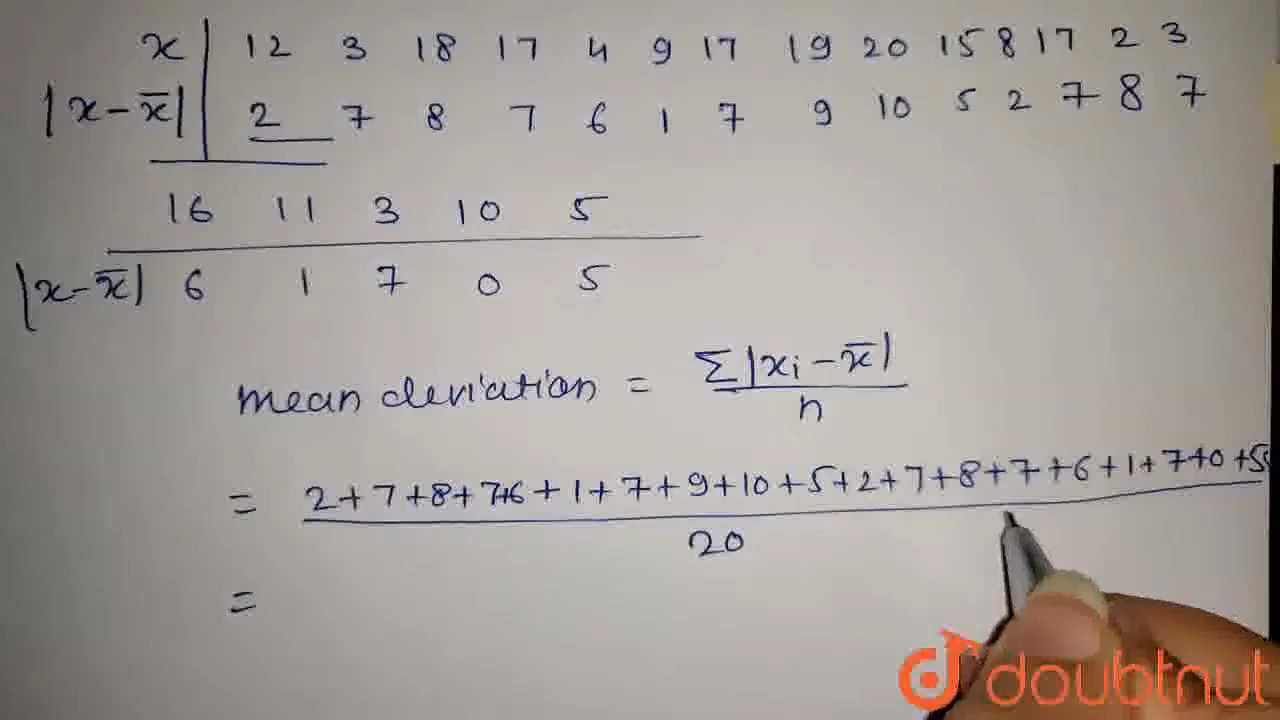 x | 12 3 18 17 4 9 17 19 20 15 8 17 2 3
|x-x̄| | 2 7 8 7 6 1 7 9 10 5 2 7 8 7
16 11 3 10 5
|x-x̄| 6 1 7 0 5
mean deviation = Σ|xi-x̄|
n
= 2+7+8+7+6+1+7+9+10+5+2+7+8+7+6+1+7+0+5
20
=
doubtnut